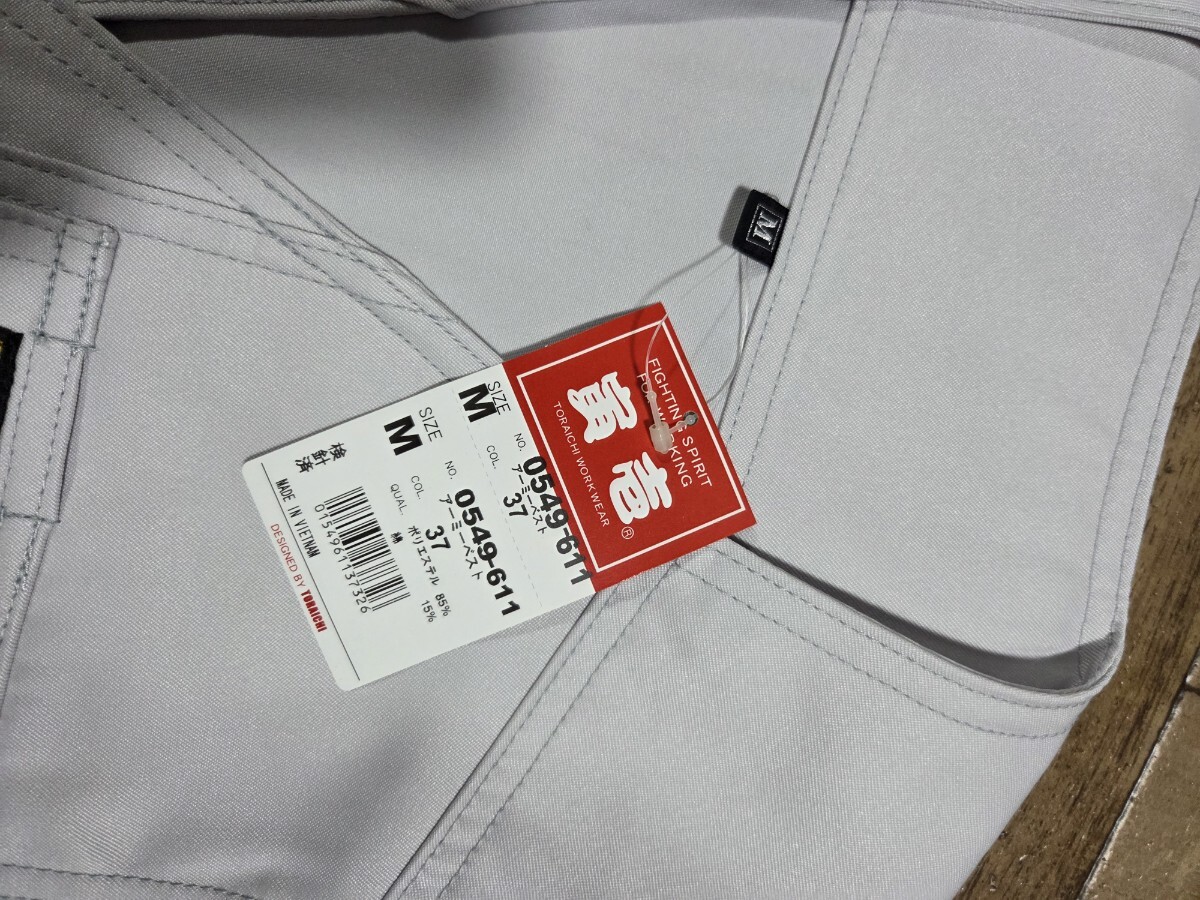 M
FIGHTING SPIRIT
FOR WORKING
寅壱®
TORAICHI WORKWEAR
SIZE
M
NO. 0549-611
アーミーベスト
COL. 37
SIZE
M
NO. 0549-611
アーミーベスト
COL. 37
QUAL. ポリエステル 85%
綿 15%
0154961137326
検針済
MADE IN VIETNAM
DESIGNED BY TORAICHI